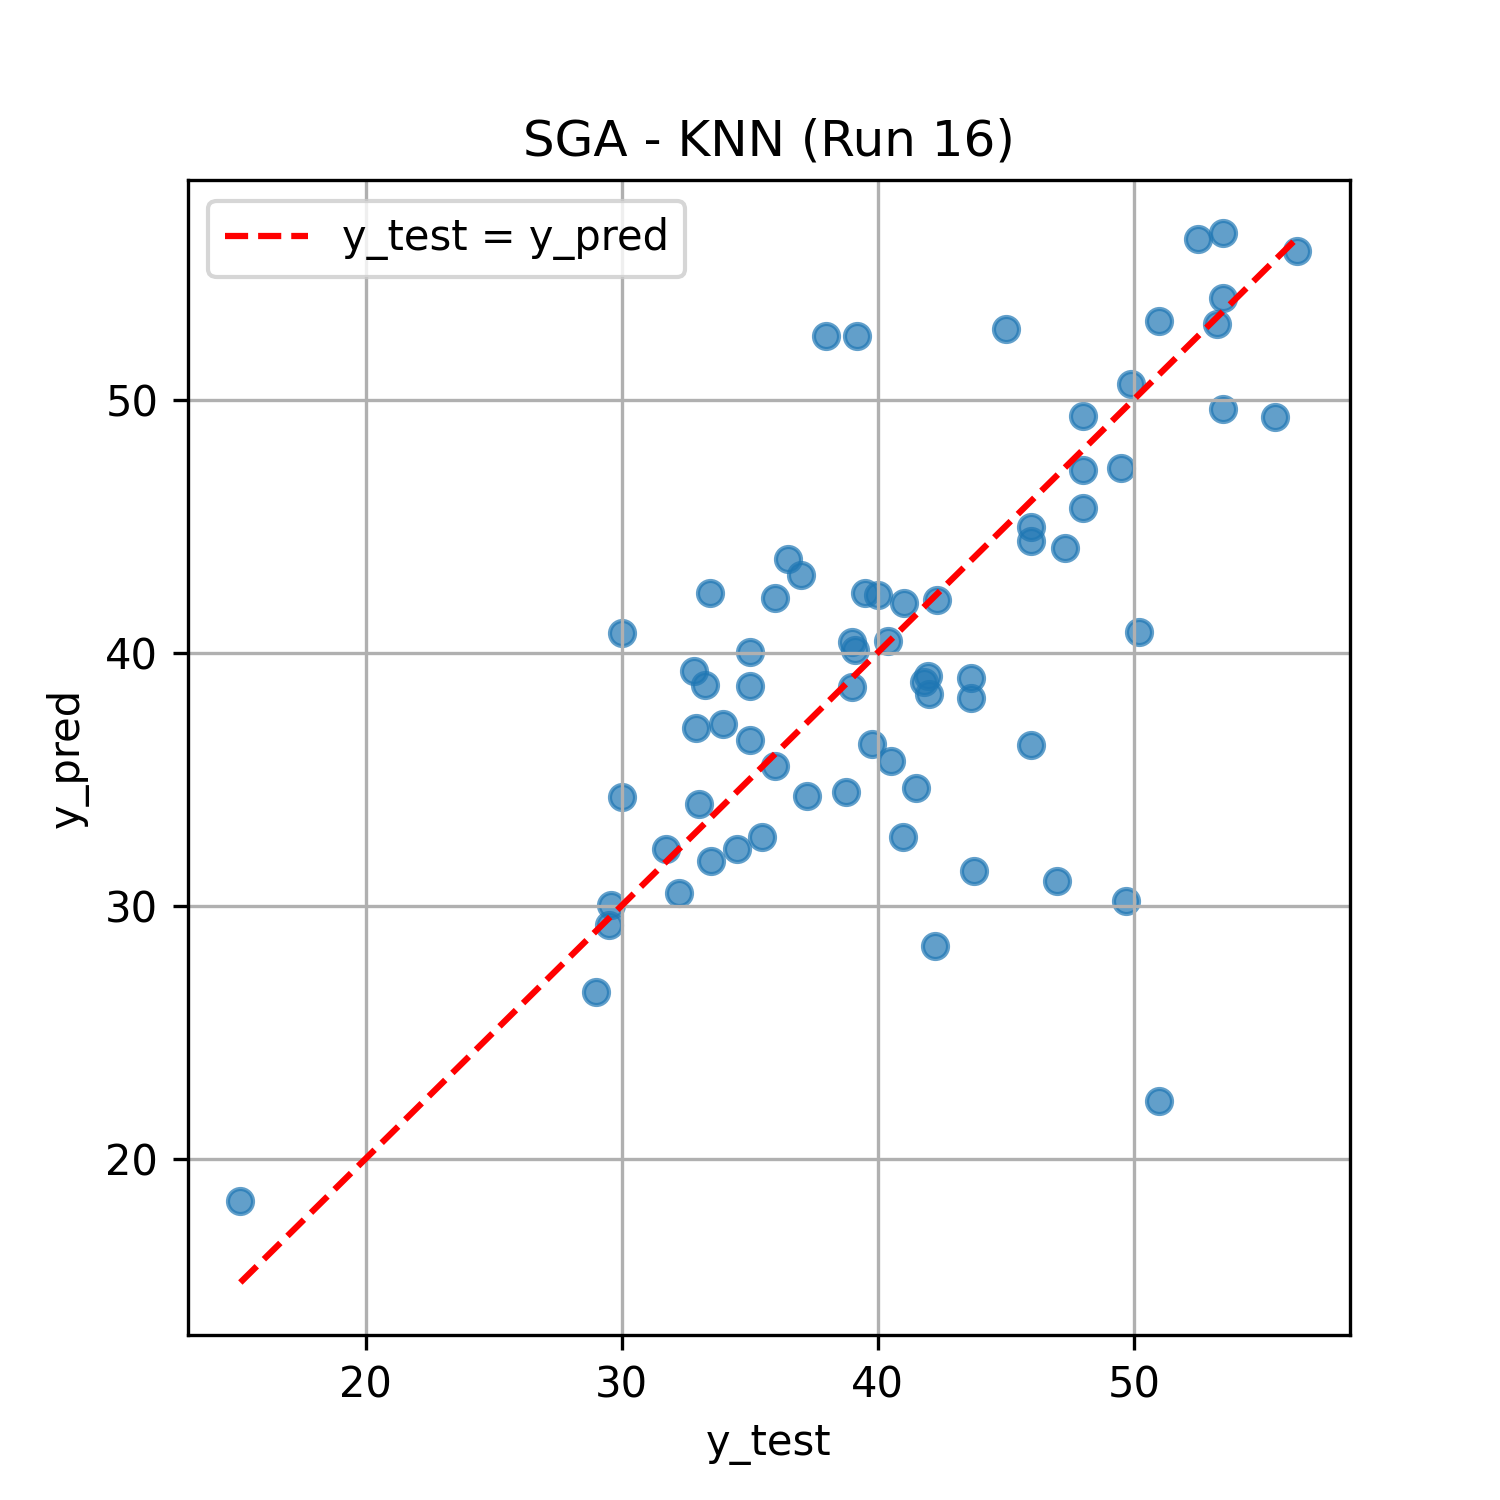 SGA - KNN (Run 16)
y_test = y_pred
50
40
30
20
y_pred
20 30 40 50
y_test